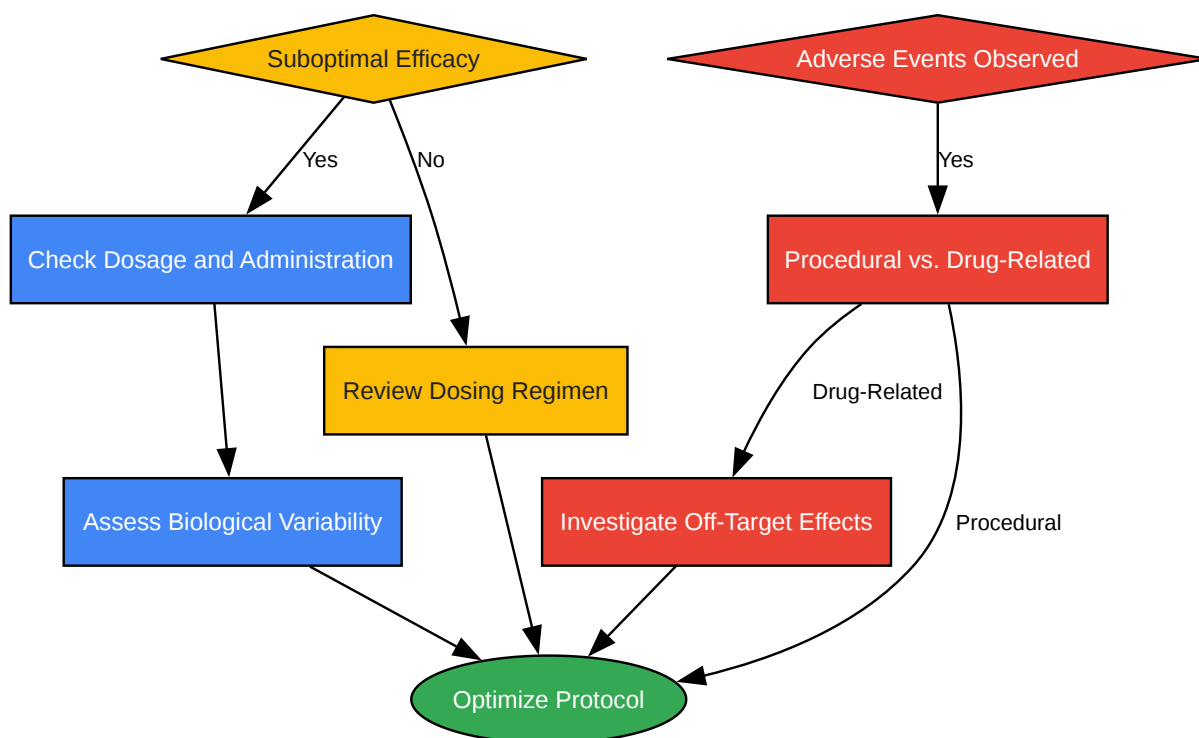 Suboptimal Efficacy
Adverse Events Observed
Yes
No
Yes
Check Dosage and Administration
Procedural vs. Drug-Related
Review Dosing Regimen
Drug-Related
Assess Biological Variability
Investigate Off-Target Effects
Procedural
Optimize Protocol